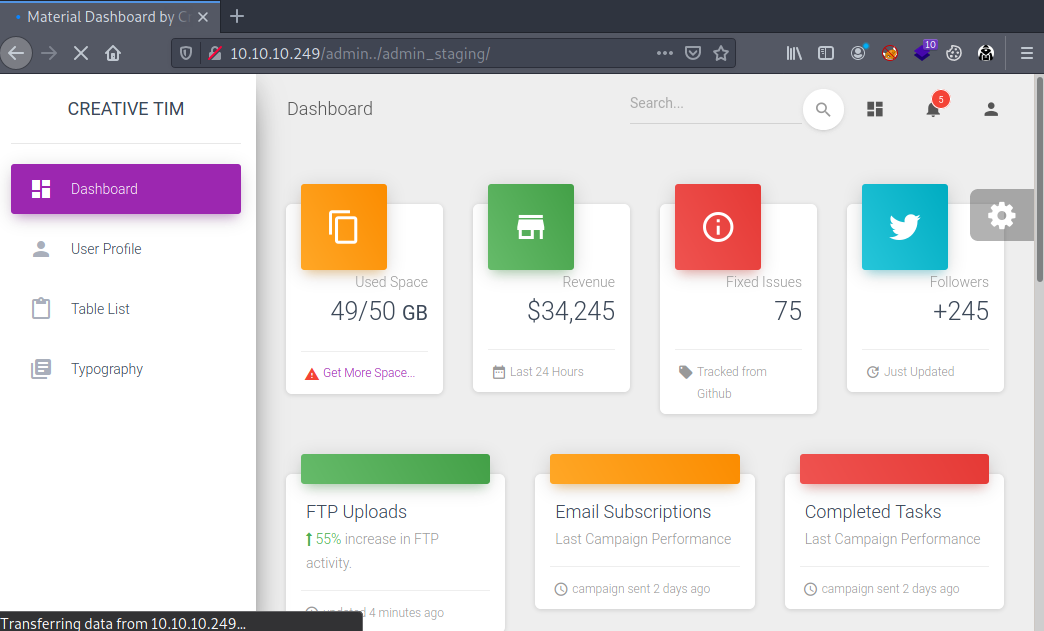 Material Dashboard by Cr
10.10.10.249/admin../admin_staging/
10
CREATIVE TIM
Dashboard
Search...
5
Dashboard
User Profile
Table List
Typography
Used Space
49/50 GB
Get More Space...
Revenue
$34,245
Last 24 Hours
Fixed Issues
75
Tracked from
Github
Followers
+245
Just Updated
FTP Uploads
55% increase in FTP
activity.
updated 4 minutes ago
Email Subscriptions
Last Campaign Performance
campaign sent 2 days ago
Completed Tasks
Last Campaign Performance
campaign sent 2 days ago
Transferring data from 10.10.10.249...